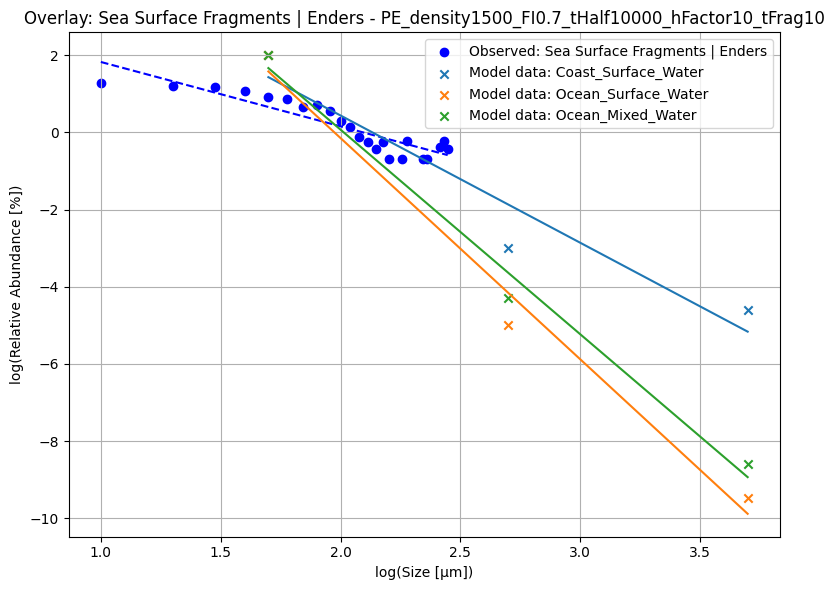 Overlay: Sea Surface Fragments | Enders - PE_density1500_FI0.7_tHalf10000_hFactor10_tFrag10
Observed: Sea Surface Fragments | Enders
Model data: Coast_Surface_Water
Model data: Ocean_Surface_Water
Model data: Ocean_Mixed_Water
log(Relative Abundance [%])
2
0
−2
−4
−6
−8
−10
1.0 1.5 2.0 2.5 3.0 3.5
log(Size [µm])